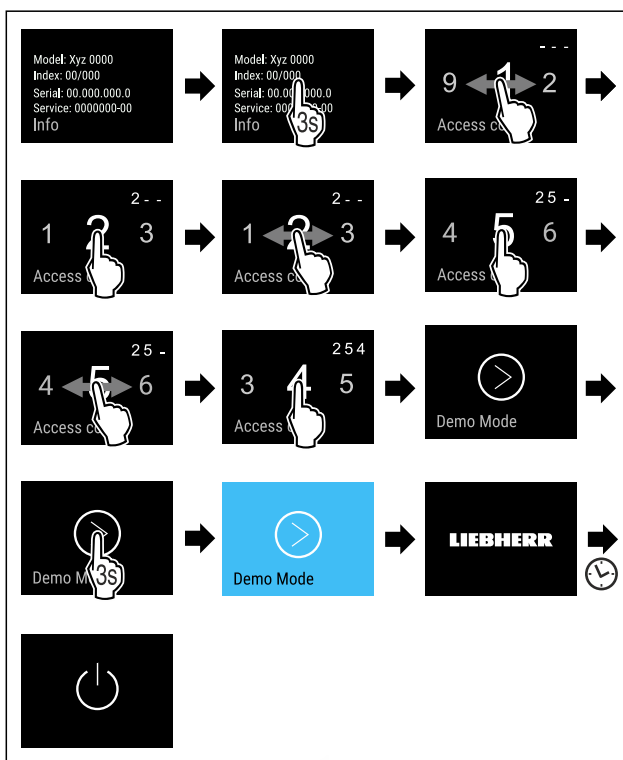 Model: Xyz 0000
Index: 00/000
Serial: 00.000.000.0
Service: 0000000-00
Info
Model: Xyz 0000
Index: 00/000
Serial: 00.00 000.0
Service: 000 -00
Info
3s
- - -
9 1 2
Access co
2 - -
1 2 3
Access
2 - -
1 2 3
Access co
2 5 -
4 5 6
Access
2 5 -
4 5 6
Access co
2 5 4
3 4 5
Access
Demo Mode
Demo M
3s
Demo Mode
LIEBHERR